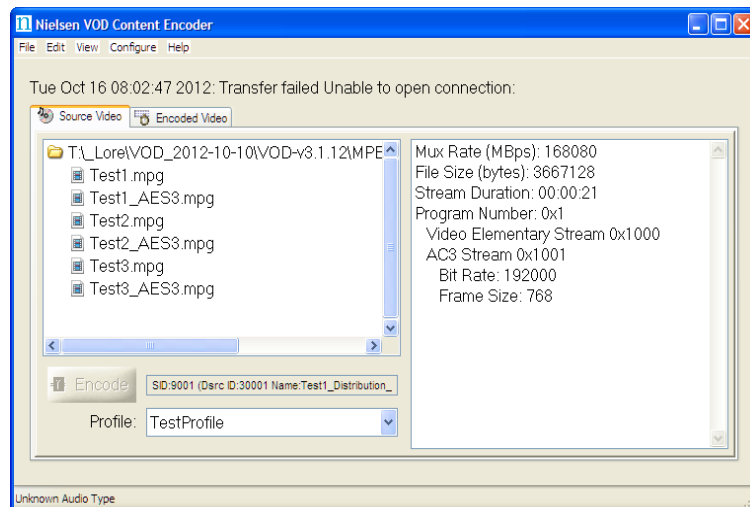 Nielsen VOD Content Encoder
File Edit View Configure Help
Tue Oct 16 08:02:47 2012: Transfer failed Unable to open connection:
Source Video Encoded Video
T:\_Lore\VOD_2012-10-10\VOD-v3.1.12\MPE
Test1.mpg
Test1_AES3.mpg
Test2.mpg
Test2_AES3.mpg
Test3.mpg
Test3_AES3.mpg
Mux Rate (MBps): 168080
File Size (bytes): 3667128
Stream Duration: 00:00:21
Program Number: 0x1
Video Elementary Stream 0x1000
AC3 Stream 0x1001
Bit Rate: 192000
Frame Size: 768
Encode
SID:9001 (Dsrc ID:30001 Name:Test1_Distribution_
Profile: TestProfile
Unknown Audio Type